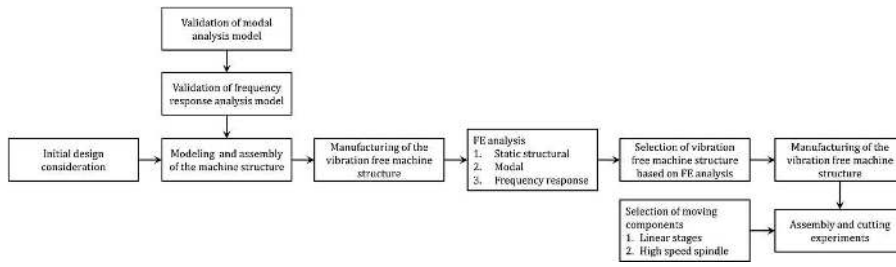 Validation of modal
analysis model
Validation of frequency
response analysis model
Initial design
consideration
Modeling and assembly
of the machine structure
Manufacturing of the
vibration free machine
structure
FE analysis
1. Static structural
2. Modal
3. Frequency response
Selection of vibration
free machine structure
based on FE analysis
Manufacturing of the
vibration free machine
structure
Selection of moving
components
1. Linear stages
2. High speed spindle
Assembly and cutting
experiments